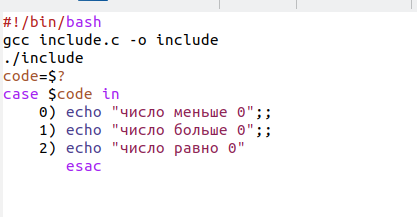 #!/bin/bash
gcc include.c -o include
./include
code=$?
case $code in
    0) echo "число меньше 0";;
    1) echo "число больше 0";;
    2) echo "число равно 0"
       esac